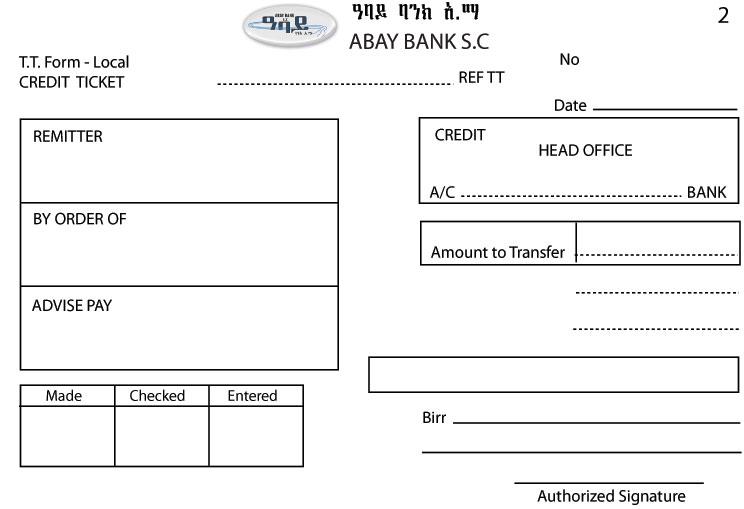 ዓባይ
ዓባይ ባንክ አ.ማ
2
ABAY BANK S.C
T.T. Form - Local
No
CREDIT TICKET
REF TT
Date
REMITTER
CREDIT
HEAD OFFICE
A/C
BANK
BY ORDER OF
Amount to Transfer
ADVISE PAY
Made Checked Entered
Birr
Authorized Signature